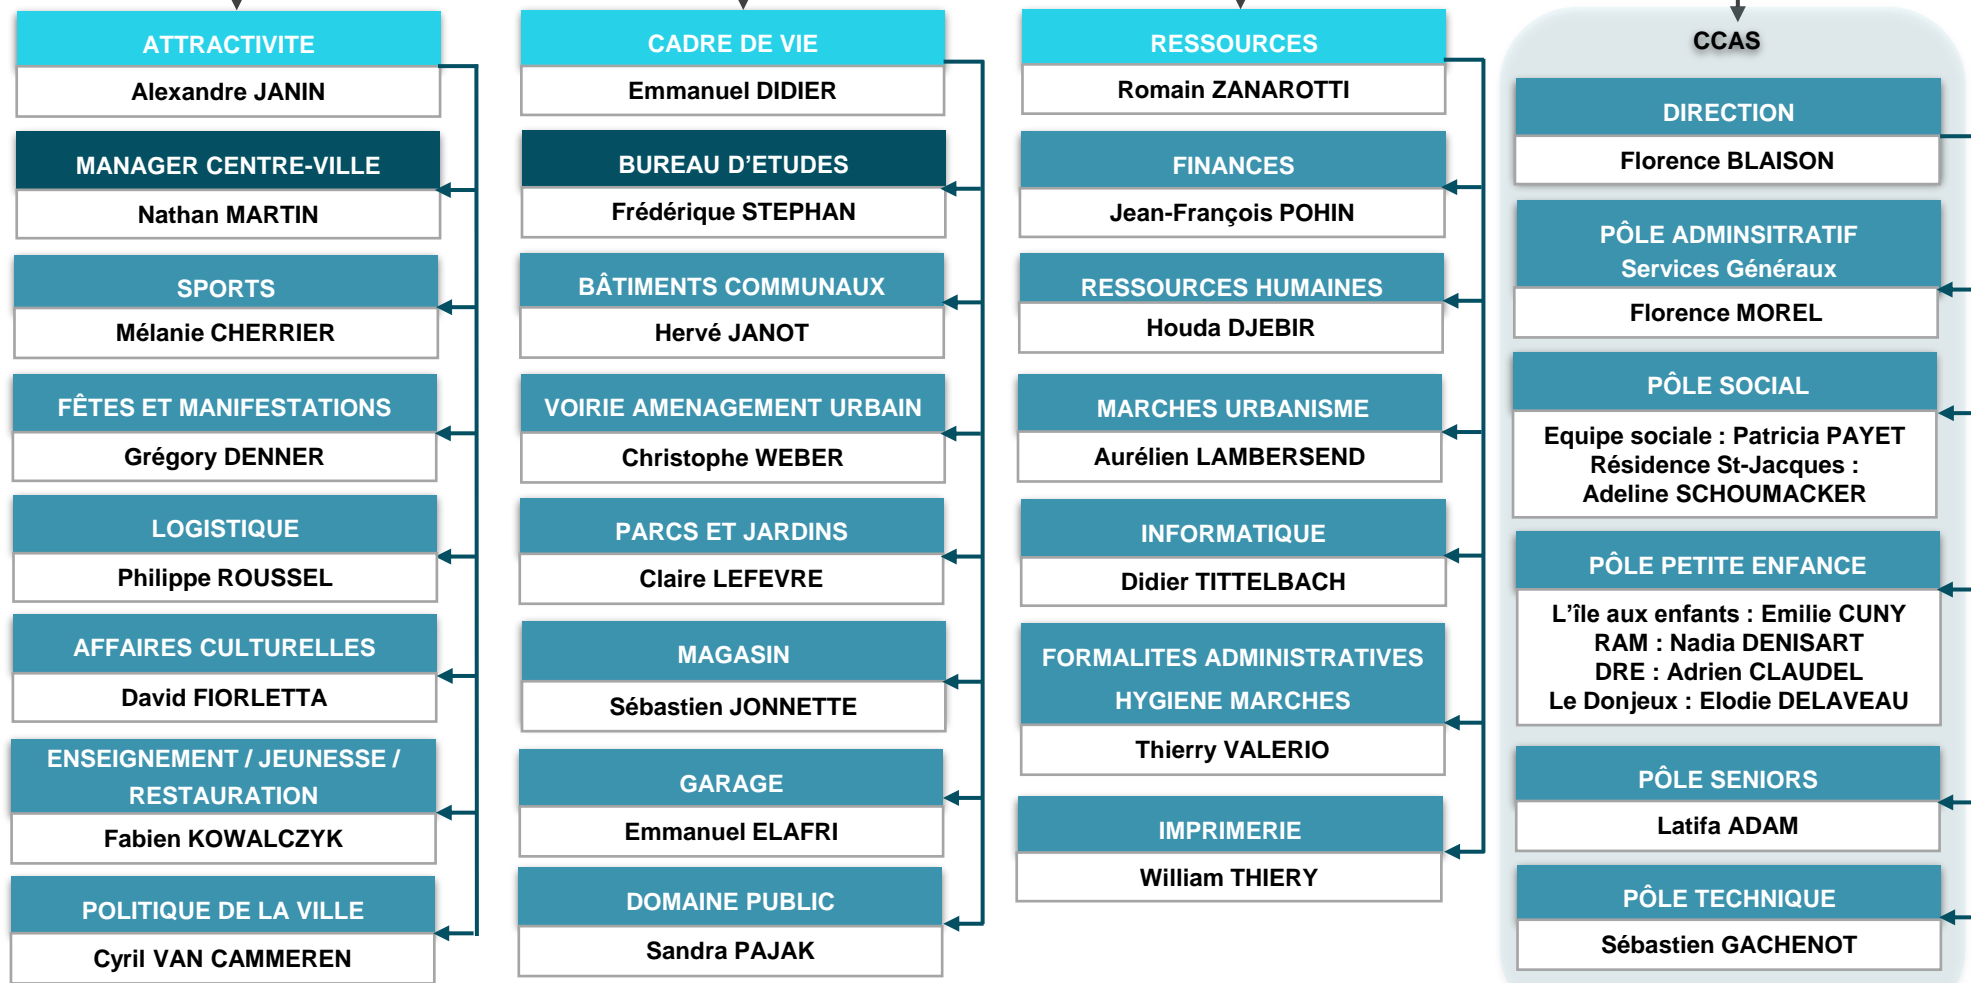 ATTRACTIVITE
Alexandre JANIN
MANAGER CENTRE-VILLE
Nathan MARTIN
SPORTS
Mélanie CHERRIER
FÊTES ET MANIFESTATIONS
Grégory DENNER
LOGISTIQUE
Philippe ROUSSEL
AFFAIRES CULTURELLES
David FIORLETTA
ENSEIGNEMENT / JEUNESSE /
RESTAURATION
Fabien KOWALCZYK
POLITIQUE DE LA VILLE
Cyril VAN CAMMEREN
CADRE DE VIE
Emmanuel DIDIER
BUREAU D'ETUDES
Frédérique STEPHAN
BÂTIMENTS COMMUNAUX
Hervé JANOT
VOIRIE AMENAGEMENT URBAIN
Christophe WEBER
PARCS ET JARDINS
Claire LEFEVRE
MAGASIN
Sébastien JONNETTE
GARAGE
Emmanuel ELAFRI
DOMAINE PUBLIC
Sandra PAJAK
RESSOURCES
Romain ZANAROTTI
FINANCES
Jean-François POHIN
RESSOURCES HUMAINES
Houda DJEBIR
MARCHES URBANISME
Aurélien LAMBERSEND
INFORMATIQUE
Didier TITTELBACH
FORMALITES ADMINISTRATIVES
HYGIENE MARCHES
Thierry VALERIO
IMPRIMERIE
William THIERY
CCAS
DIRECTION
Florence BLAISON
PÔLE ADMINSITRATIF
Services Généraux
Florence MOREL
PÔLE SOCIAL
Equipe sociale : Patricia PAYET
Résidence St-Jacques :
Adeline SCHOUMACKER
PÔLE PETITE ENFANCE
L'île aux enfants : Emilie CUNY
RAM : Nadia DENISART
DRE : Adrien CLAUDEL
Le Donjeux : Elodie DELAVEAU
PÔLE SENIORS
Latifa ADAM
PÔLE TECHNIQUE
Sébastien GACHENOT